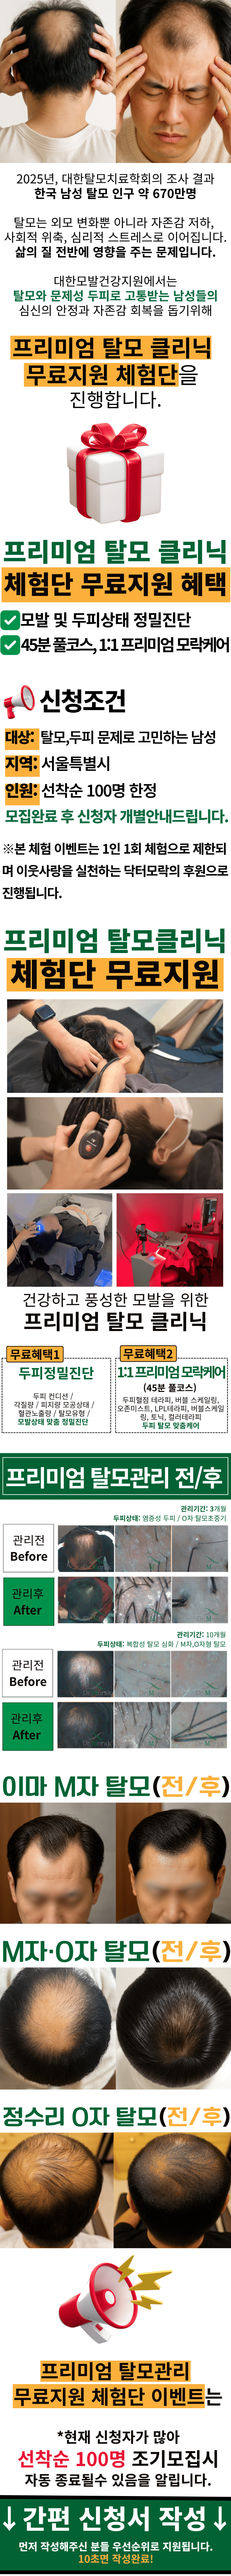 2025년, 대한탈모치료학회의 조사 결과
한국 남성 탈모 인구 약 670만명
탈모는 외모 변화뿐 아니라 자존감 저하,
사회적 위축, 심리적 스트레스로 이어집니다.
삶의 질 전반에 영향을 주는 문제입니다.
대한모발건강지원에서는
탈모와 문제성 두피로 고통받는 남성들의
심신의 안정과 자존감 회복을 돕기위해
프리미엄 탈모 클리닉
무료지원 체험단을
진행합니다.
프리미엄 탈모 클리닉
체험단 무료지원 혜택
모발 및 두피상태 정밀진단
45분 풀코스, 1:1 프리미엄 모락케어
신청조건
대상: 탈모,두피 문제로 고민하는 남성
지역: 서울특별시
인원: 선착순 100명 한정
모집완료 후 신청자 개별안내드립니다.
※본 체험 이벤트는 1인 1회 체험으로 제한되
며 이웃사랑을 실천하는 닥터모락의 후원으로
진행됩니다.
프리미엄 탈모클리닉
체험단 무료지원
건강하고 풍성한 모발을 위한
프리미엄 탈모 클리닉
무료혜택1
두피정밀진단
두피 컨디션 /
각질량 / 피지량 모공상태 /
혈관노출량 / 탈모유형 /
모발상태 맞춤 정밀진단
무료혜택2
1:1 프리미엄 모락케어
(45분 풀코스)
두피혈점 테라피, 버블 스케일링,
오존미스트, LPL테라피, 버블스케일
링, 토닉, 컬러테라피
두피 탈모 맞춤케어
프리미엄 탈모관리 전/후
관리기간: 3개월
두피상태: 염증성 두피 / O자 탈모초중기
관리전
Before
관리후
After
관리기간: 10개월
두피상태: 복합성 탈모 심화 / M자,O자형 탈모
관리전
Before
관리후
After
이마 M자 탈모(전/후)
M자·O자 탈모(전/후)
정수리 O자 탈모(전/후)
프리미엄 탈모관리
무료지원 체험단 이벤트는
*현재 신청자가 많아
선착순 100명 조기모집시
자동 종료될수 있음을 알립니다.
↓간편 신청서 작성↓
먼저 작성해주신 분들 우선순위로 지원됩니다.
10초면 작성완료!